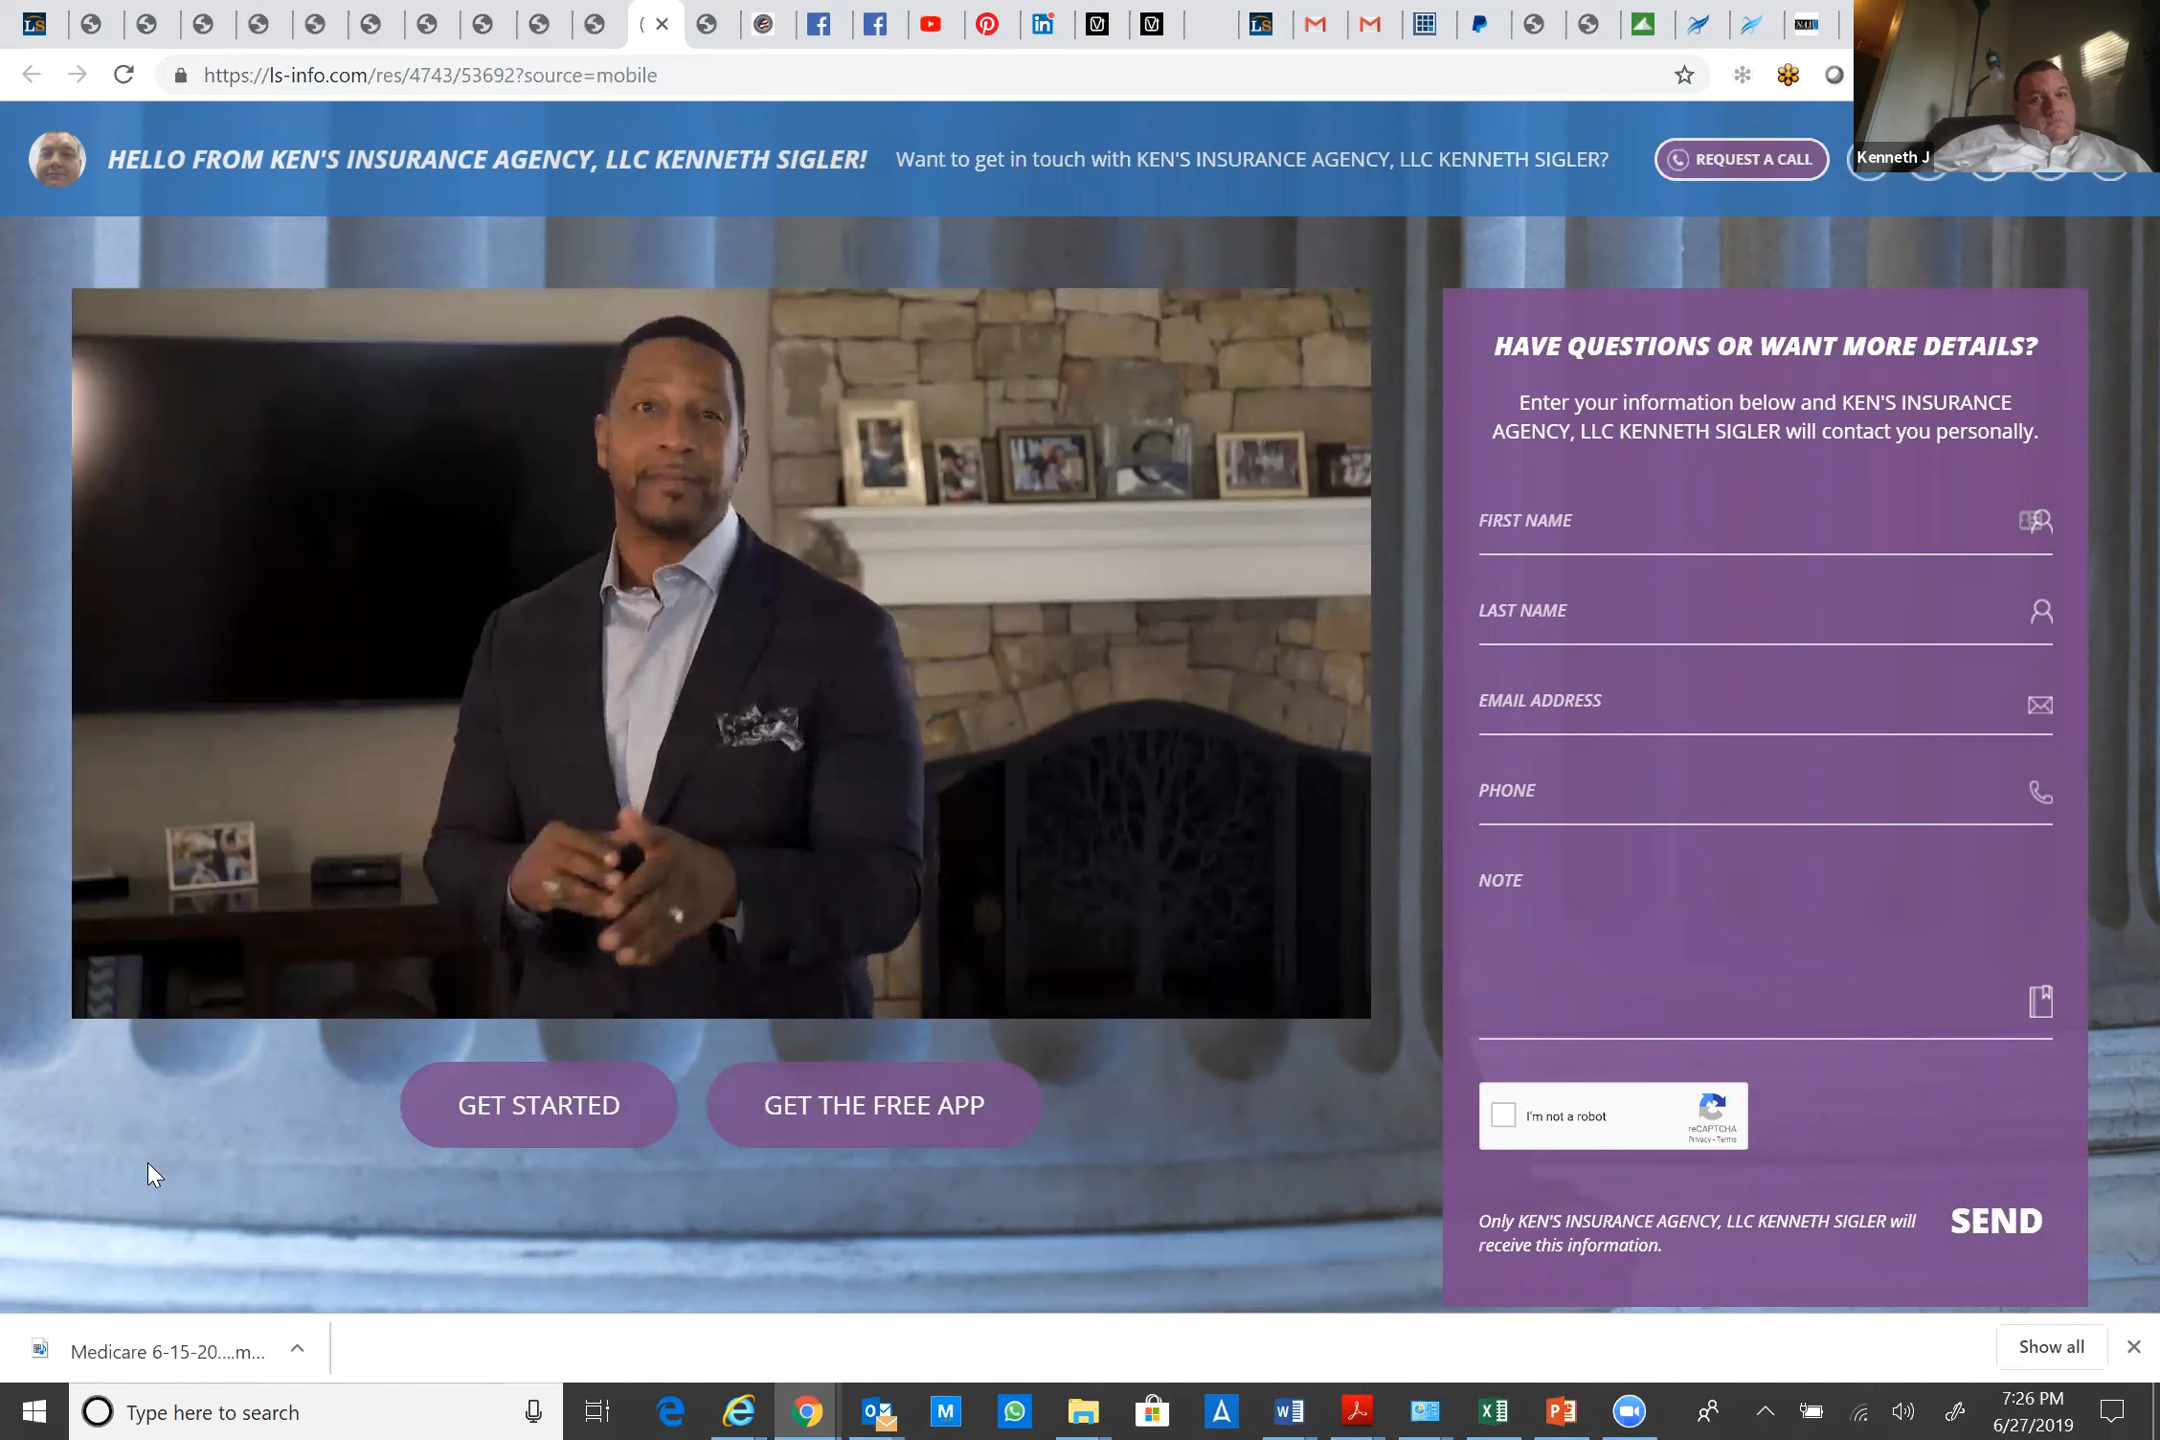 https://ls-info.com/res/4743/53692?source=mobile
Kenneth J
HELLO FROM KEN'S INSURANCE AGENCY, LLC KENNETH SIGLER!
Want to get in touch with KEN'S INSURANCE AGENCY, LLC KENNETH SIGLER?
REQUEST A CALL
HAVE QUESTIONS OR WANT MORE DETAILS?
Enter your information below and KEN'S INSURANCE
AGENCY, LLC KENNETH SIGLER will contact you personally.
FIRST NAME
LAST NAME
EMAIL ADDRESS
PHONE
NOTE
I'm not a robot
reCAPTCHA
Privacy - Terms
Only KEN'S INSURANCE AGENCY, LLC KENNETH SIGLER will
receive this information.
SEND
GET STARTED
GET THE FREE APP
Medicare 6-15-20....m...
Show all
Type here to search
7:26 PM
6/27/2019